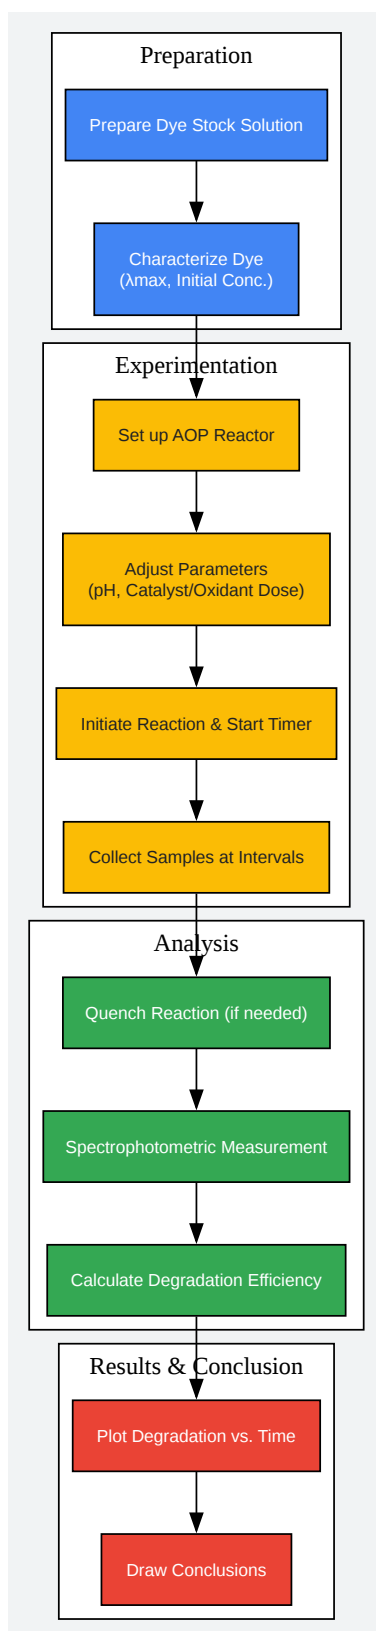 Preparation
Prepare Dye Stock Solution
Characterize Dye
(λmax, Initial Conc.)
Experimentation
Set up AOP Reactor
Adjust Parameters
(pH, Catalyst/Oxidant Dose)
Initiate Reaction & Start Timer
Collect Samples at Intervals
Analysis
Quench Reaction (if needed)
Spectrophotometric Measurement
Calculate Degradation Efficiency
Results & Conclusion
Plot Degradation vs. Time
Draw Conclusions